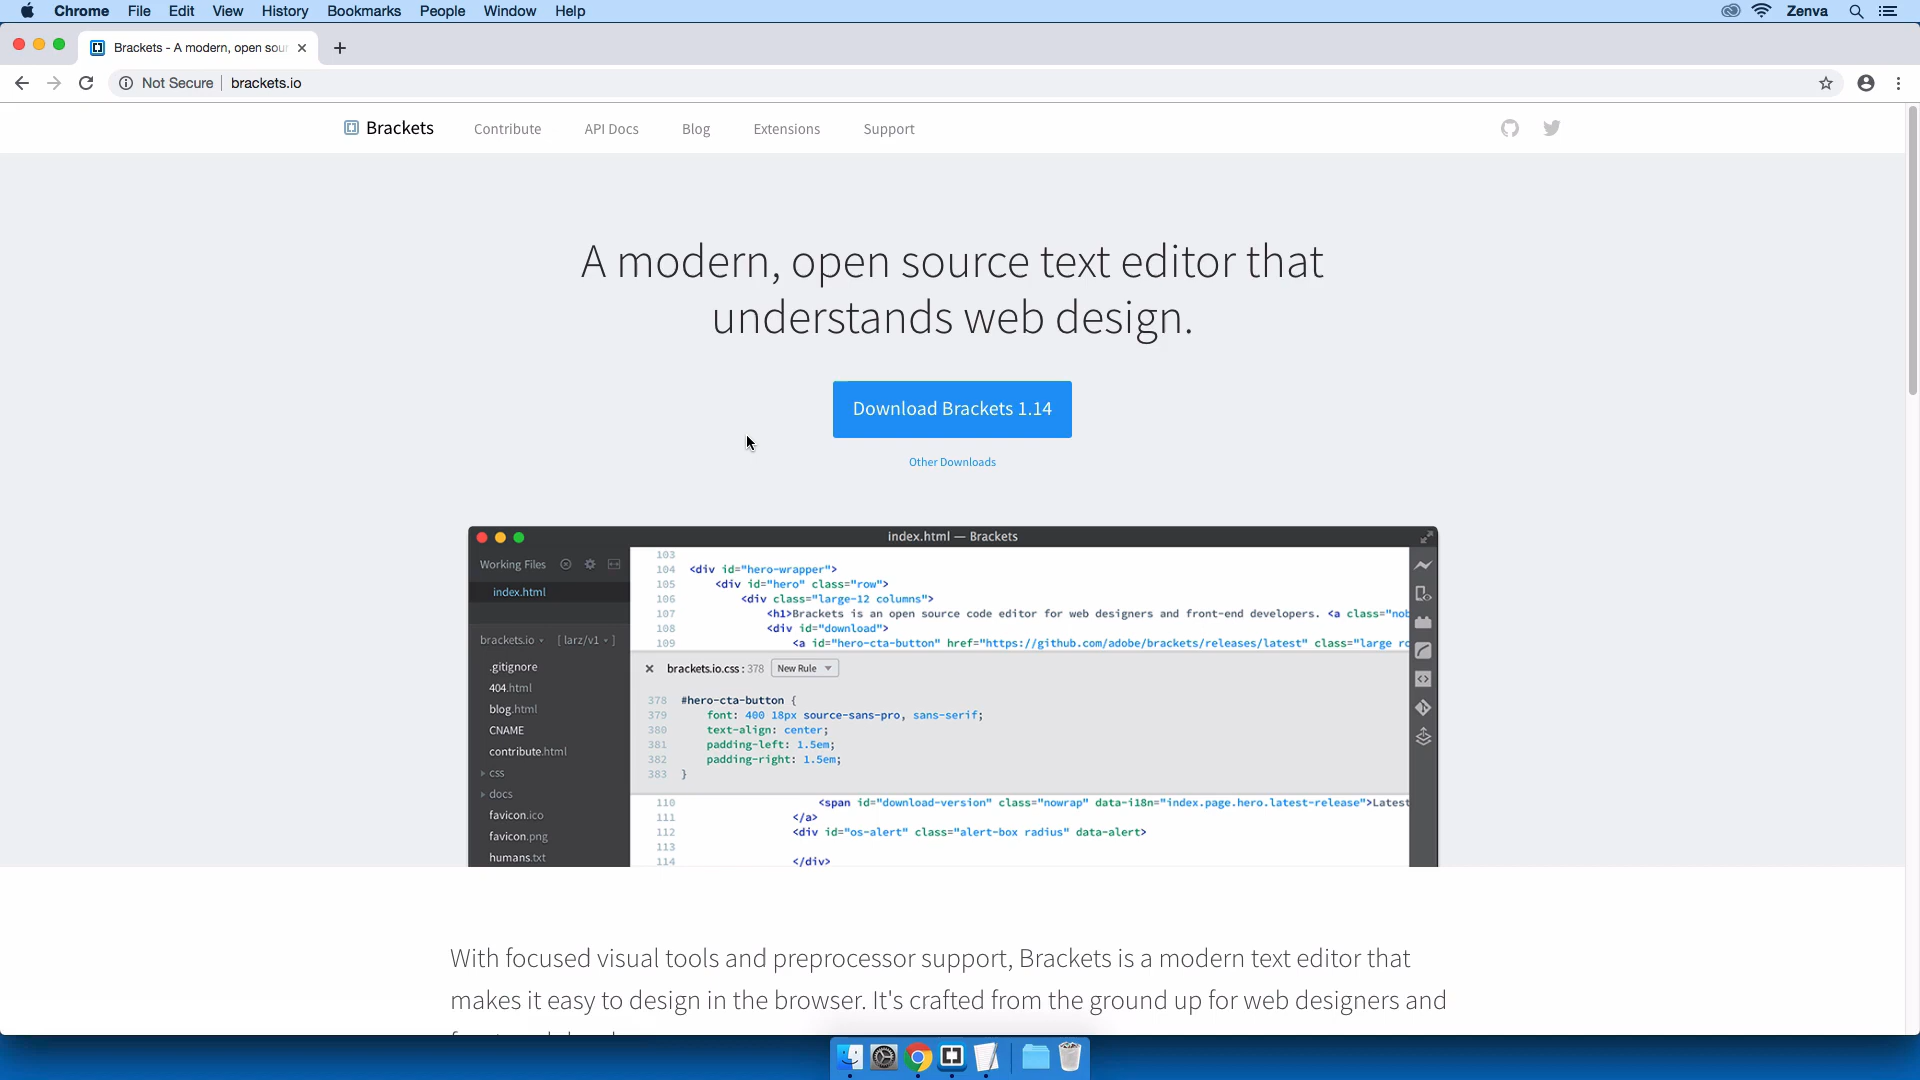 Chrome File Edit View History Bookmarks People Window Help Zenva
Brackets - A modern, open sour
Not Secure brackets.io
Brackets Contribute API Docs Blog Extensions Support
A modern, open source text editor that
understands web design.
Download Brackets 1.14
Other Downloads
index.html — Brackets
Working Files
index.html
brackets.io [ larz/v1 ]
.gitignore
404.html
blog.html
CNAME
contribute.html
css
docs
favicon.ico
favicon.png
humans.txt
103
104 <div id="hero-wrapper">
105 <div id="hero" class="row">
106 <div class="large-12 columns">
107 <h1>Brackets is an open source code editor for web designers and front-end developers. <a class="nob
108 <div id="download">
109 <a id="hero-cta-button" href="https://github.com/adobe/brackets/releases/latest" class="large ro
brackets.io.css : 378 New Rule
378 #hero-cta-button {
379 font: 400 18px source-sans-pro, sans-serif;
380 text-align: center;
381 padding-left: 1.5em;
382 padding-right: 1.5em;
383 }
110 <span id="download-version" class="nowrap" data-i18n="index.page.hero.latest-release">Latest
111 </a>
112 <div id="os-alert" class="alert-box radius" data-alert>
113
114 </div>
With focused visual tools and preprocessor support, Brackets is a modern text editor that
makes it easy to design in the browser. It's crafted from the ground up for web designers and